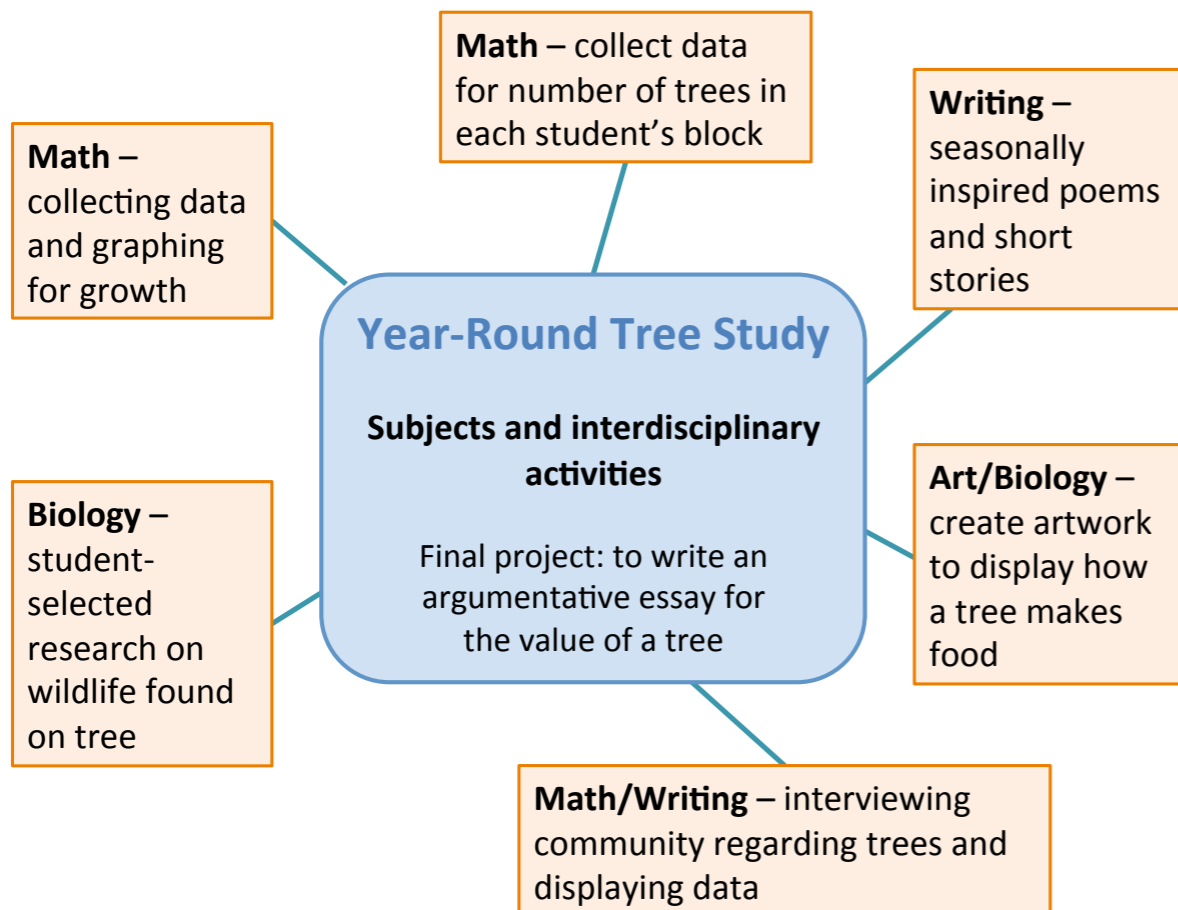 Math – collect data
for number of trees in
each student’s block
Math –
collecting data
and graphing
for growth
Writing –
seasonally
inspired poems
and short
stories
Year-Round Tree Study
Subjects and interdisciplinary
activities
Final project: to write an
argumentative essay for
the value of a tree
Biology –
student-
selected
research on
wildlife found
on tree
Art/Biology –
create artwork
to display how
a tree makes
food
Math/Writing – interviewing
community regarding trees and
displaying data